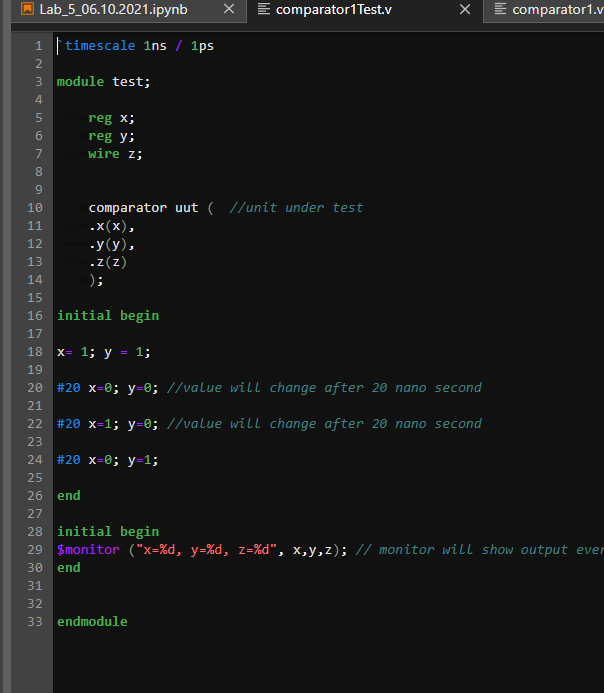 Lab_5_06.10.2021.ipynb comparator1Test.v comparator1.v
1 `timescale 1ns / 1ps
2
3 module test;
4
5 reg x;
6 reg y;
7 wire z;
8
9
10 comparator uut ( //unit under test
11 .x(x),
12 .y(y),
13 .z(z)
14 );
15
16 initial begin
17
18 x= 1; y = 1;
19
20 #20 x=0; y=0; //value will change after 20 nano second
21
22 #20 x=1; y=0; //value will change after 20 nano second
23
24 #20 x=0; y=1;
25
26 end
27
28 initial begin
29 $monitor ("x=%d, y=%d, z=%d", x,y,z); // monitor will show output
30 end
31
32
33 endmodule